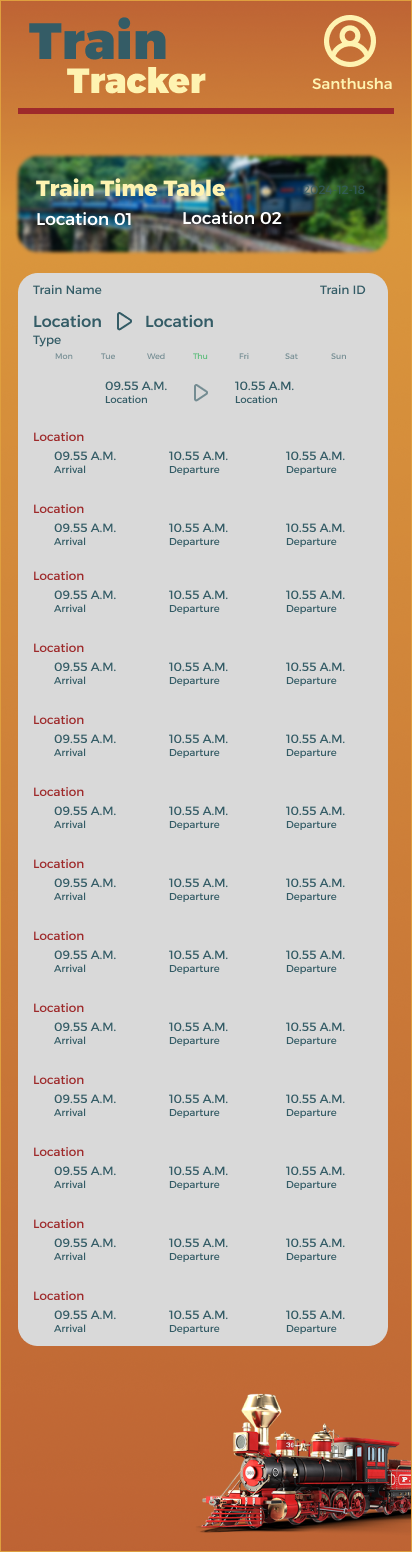 Train
Tracker
Santhusha
Train Time Table
Location 01 Location 02
Train Name Train ID
Location Location
Type
Mon Tue Wed Thu Fri Sat Sun
09.55 A.M. 10.55 A.M.
Location Location
Location
09.55 A.M. 10.55 A.M. 10.55 A.M.
Arrival Departure Departure
Location
09.55 A.M. 10.55 A.M. 10.55 A.M.
Arrival Departure Departure
Location
09.55 A.M. 10.55 A.M. 10.55 A.M.
Arrival Departure Departure
Location
09.55 A.M. 10.55 A.M. 10.55 A.M.
Arrival Departure Departure
Location
09.55 A.M. 10.55 A.M. 10.55 A.M.
Arrival Departure Departure
Location
09.55 A.M. 10.55 A.M. 10.55 A.M.
Arrival Departure Departure
Location
09.55 A.M. 10.55 A.M. 10.55 A.M.
Arrival Departure Departure
Location
09.55 A.M. 10.55 A.M. 10.55 A.M.
Arrival Departure Departure
Location
09.55 A.M. 10.55 A.M. 10.55 A.M.
Arrival Departure Departure
Location
09.55 A.M. 10.55 A.M. 10.55 A.M.
Arrival Departure Departure
Location
09.55 A.M. 10.55 A.M. 10.55 A.M.
Arrival Departure Departure
Location
09.55 A.M. 10.55 A.M. 10.55 A.M.
Arrival Departure Departure
Location
09.55 A.M. 10.55 A.M. 10.55 A.M.
Arrival Departure Departure